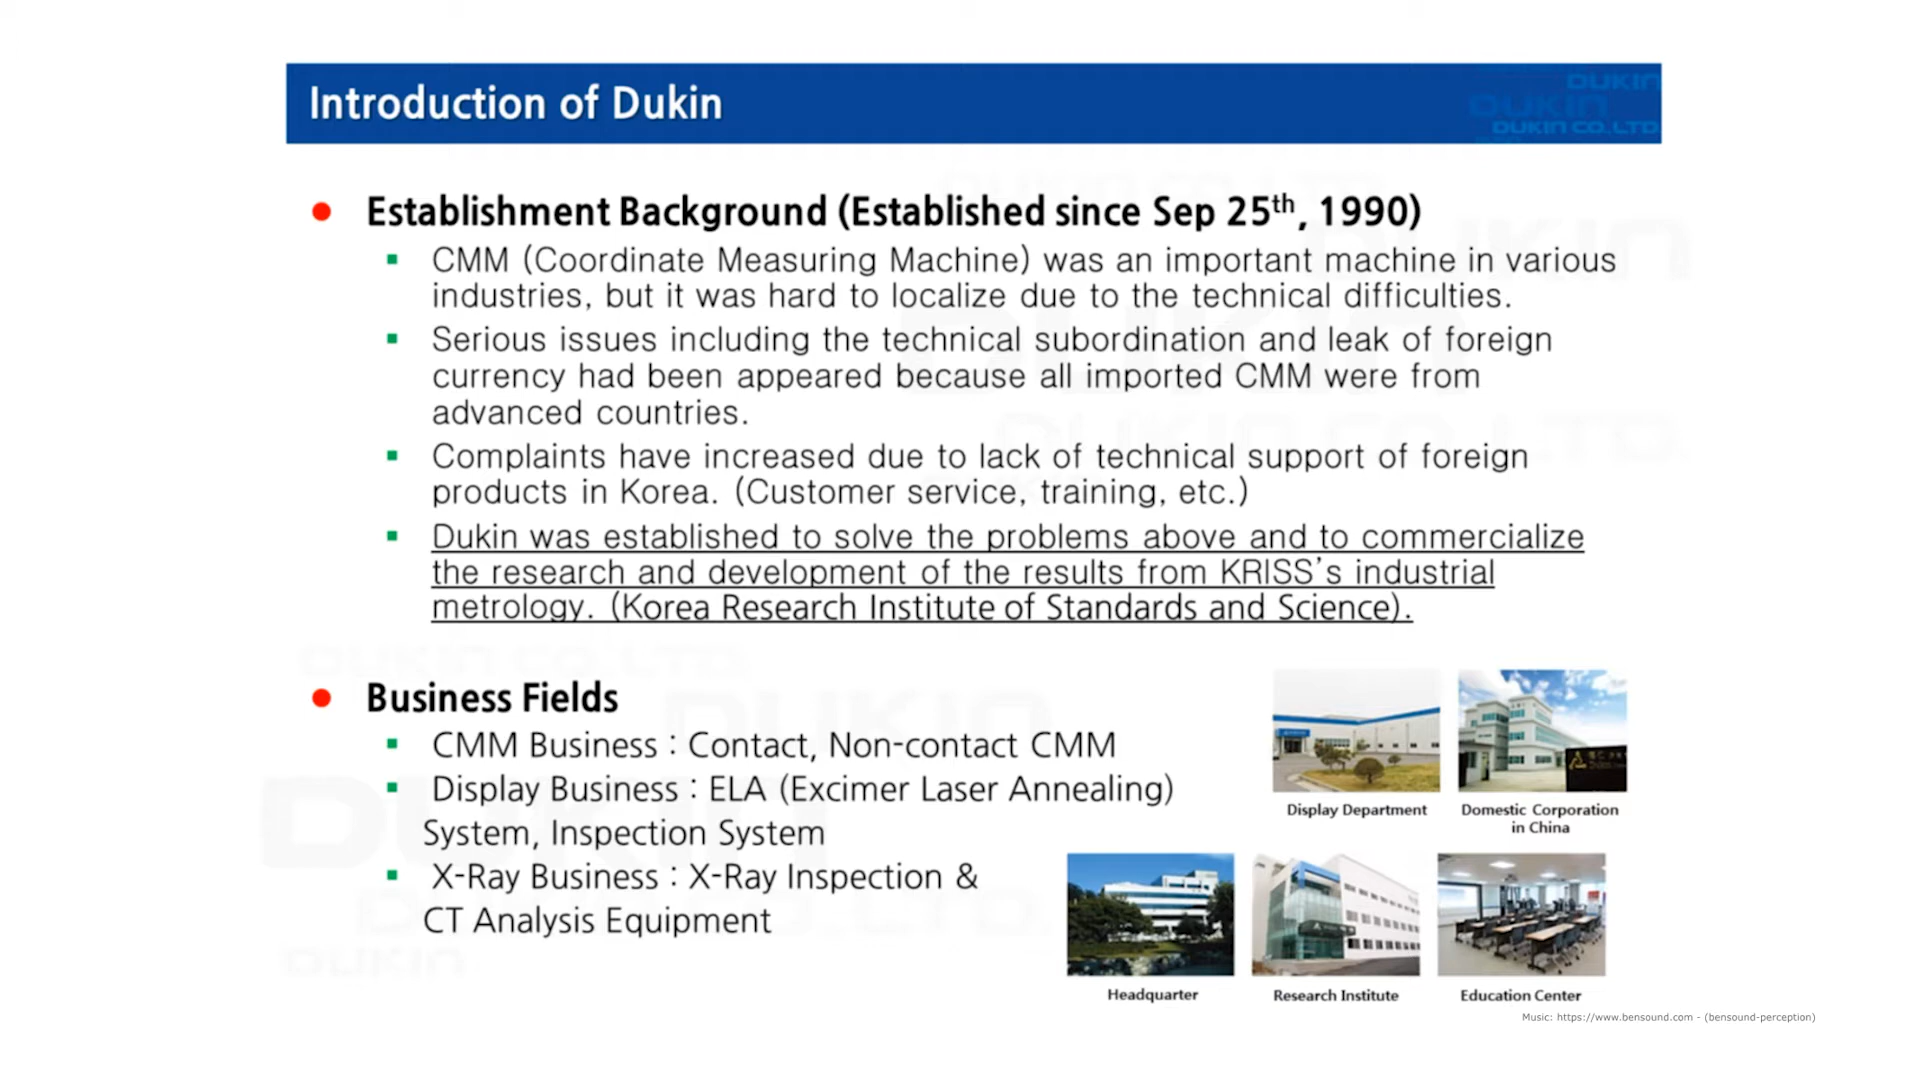 Introduction of Dukin
DUKIN
DUKIN
DUKIN CO.,LTD
Establishment Background (Established since Sep 25th, 1990)
CMM (Coordinate Measuring Machine) was an important machine in various
industries, but it was hard to localize due to the technical difficulties.
Serious issues including the technical subordination and leak of foreign
currency had been appeared because all imported CMM were from
advanced countries.
Complaints have increased due to lack of technical support of foreign
products in Korea. (Customer service, training, etc.)
Dukin was established to solve the problems above and to commercialize
the research and development of the results from KRISS's industrial
metrology. (Korea Research Institute of Standards and Science).
Business Fields
CMM Business : Contact, Non-contact CMM
Display Business : ELA (Excimer Laser Annealing)
System, Inspection System
X-Ray Business : X-Ray Inspection &
CT Analysis Equipment
Display Department
Domestic Corporation
in China
Headquarter
Research Institute
Education Center
Music: https://www.bensound.com - (bensound-perception)